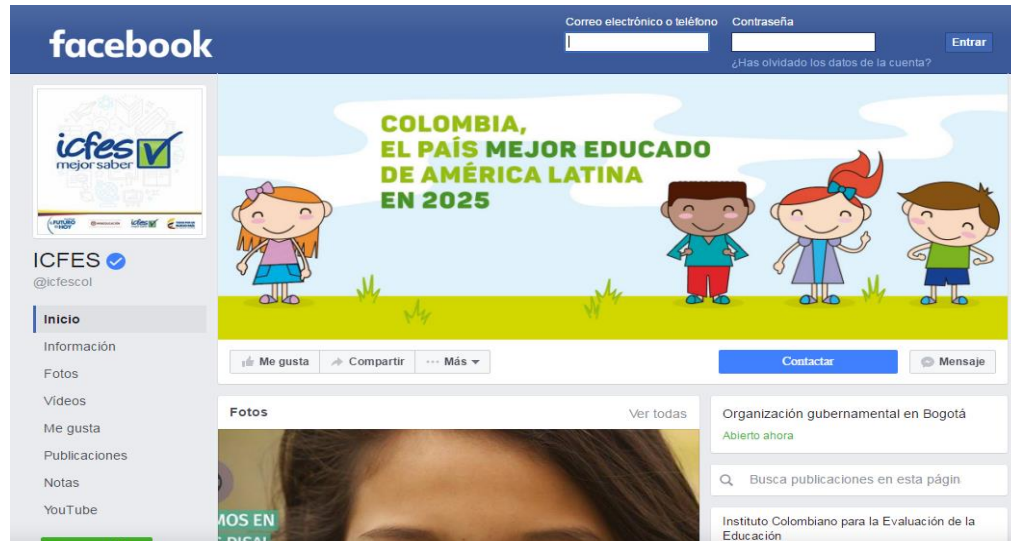 facebook
Correo electrónico o teléfono
Contraseña
Entrar
¿Has olvidado los datos de la cuenta?
icfes
mejor saber
COLOMBIA,
EL PAÍS MEJOR EDUCADO
DE AMÉRICA LATINA
EN 2025
ICFES
@icfescol
Inicio
Información
Fotos
Vídeos
Me gusta
Publicaciones
Notas
YouTube
Me gusta
Compartir
Más
Contactar
Mensaje
Fotos
Ver todas
MOS EN
Organización gubernamental en Bogotá
Abierto ahora
Busca publicaciones en esta págin
Instituto Colombiano para la Evaluación de la
Educación